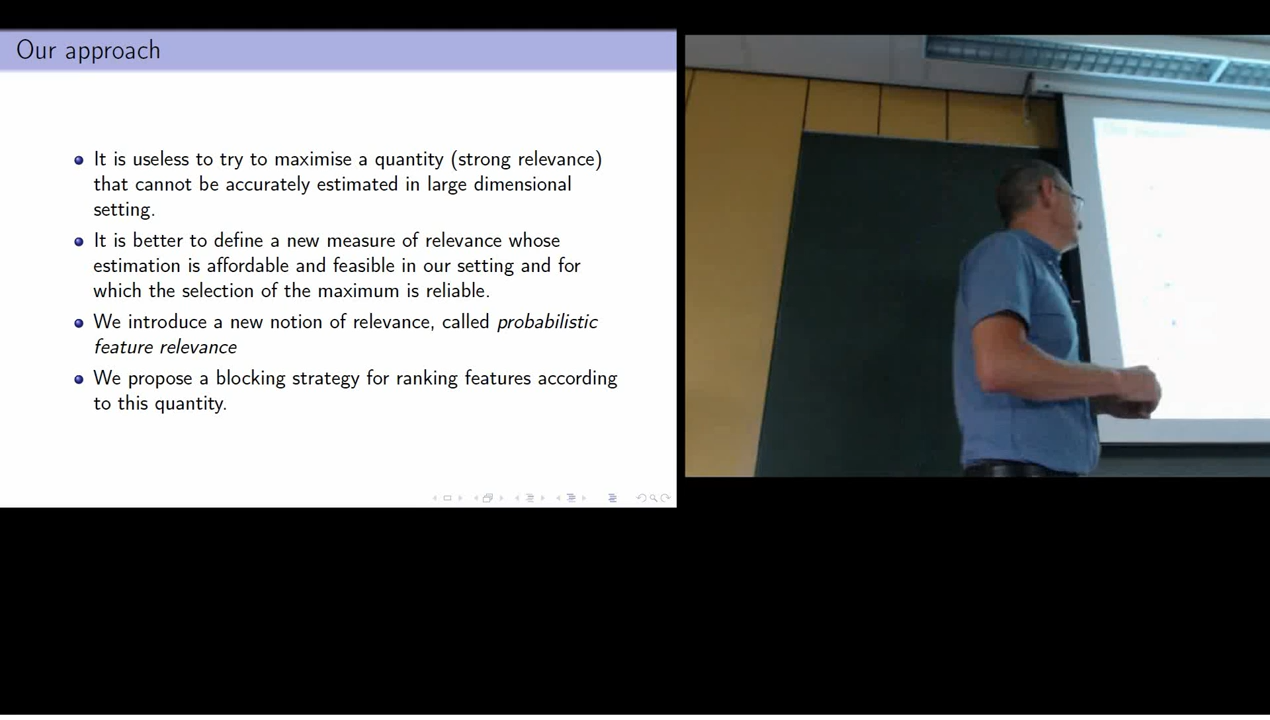 Our approach
It is useless to try to maximise a quantity (strong relevance)
that cannot be accurately estimated in large dimensional
setting.
It is better to define a new measure of relevance whose
estimation is affordable and feasible in our setting and for
which the selection of the maximum is reliable.
We introduce a new notion of relevance, called probabilistic
feature relevance
We propose a blocking strategy for ranking features according
to this quantity.